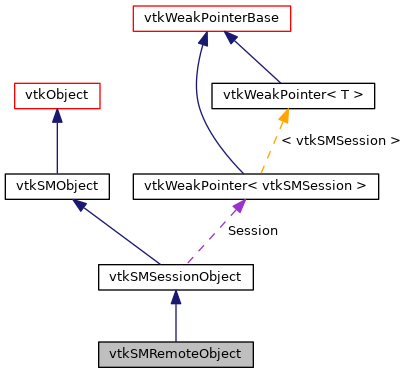 vtkWeakPointerBase
vtkObject
vtkWeakPointer< T >
< vtkSMSession >
vtkSMObject
vtkWeakPointer< vtkSMSession >
Session
vtkSMSessionObject
vtkSMRemoteObject